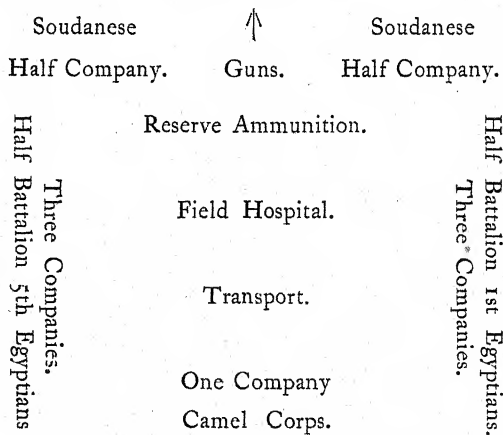 Soudanese
Soudanese
Half Company.
Guns.
Half Company.
Reserve Ammunition.
Half Battalion 5th Egyptians
Three Companies.
Field Hospital.
Transport.
One Company
Camel Corps.
Half Battalion 1st Egyptians.
Three Companies.